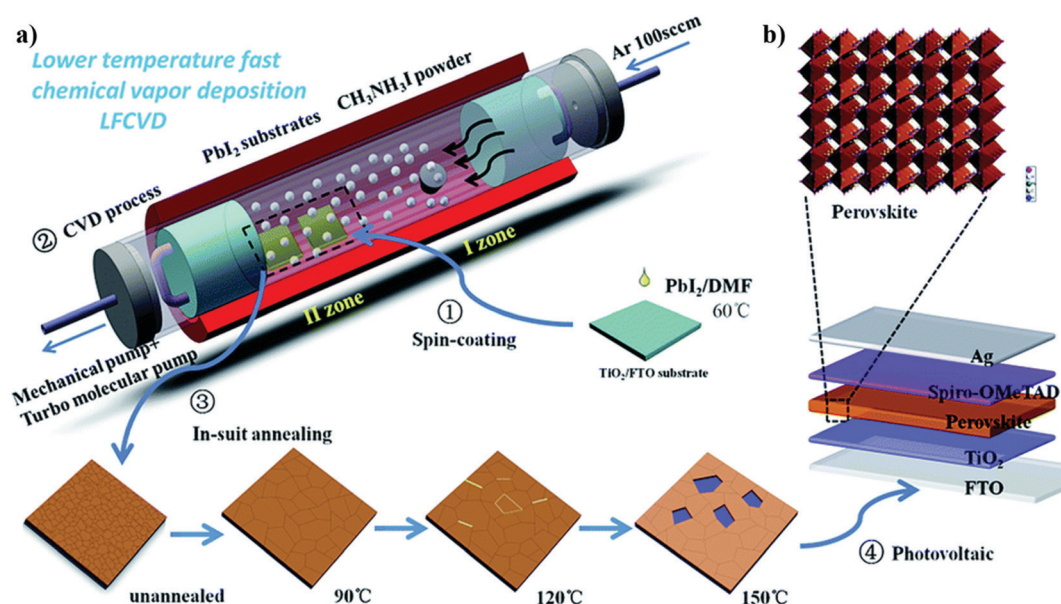 a)
Lower temperature fast
chemical vapor deposition
LFCVD
Ar 100sccm
CH₃NH₃I powder
PbI₂ substrates
② CVD process
I zone
II zone
Mechanical pump+
Turbo molecular pump
①
Spin-coating
PbI₂/DMF
60℃
TiO₂/FTO substrate
③
In-suit annealing
unannealed
90℃
120℃
150℃
④ Photovoltaic
b)
Perovskite
Ag
Spiro-OMeTAD
Perovskite
TiO₂
FTO